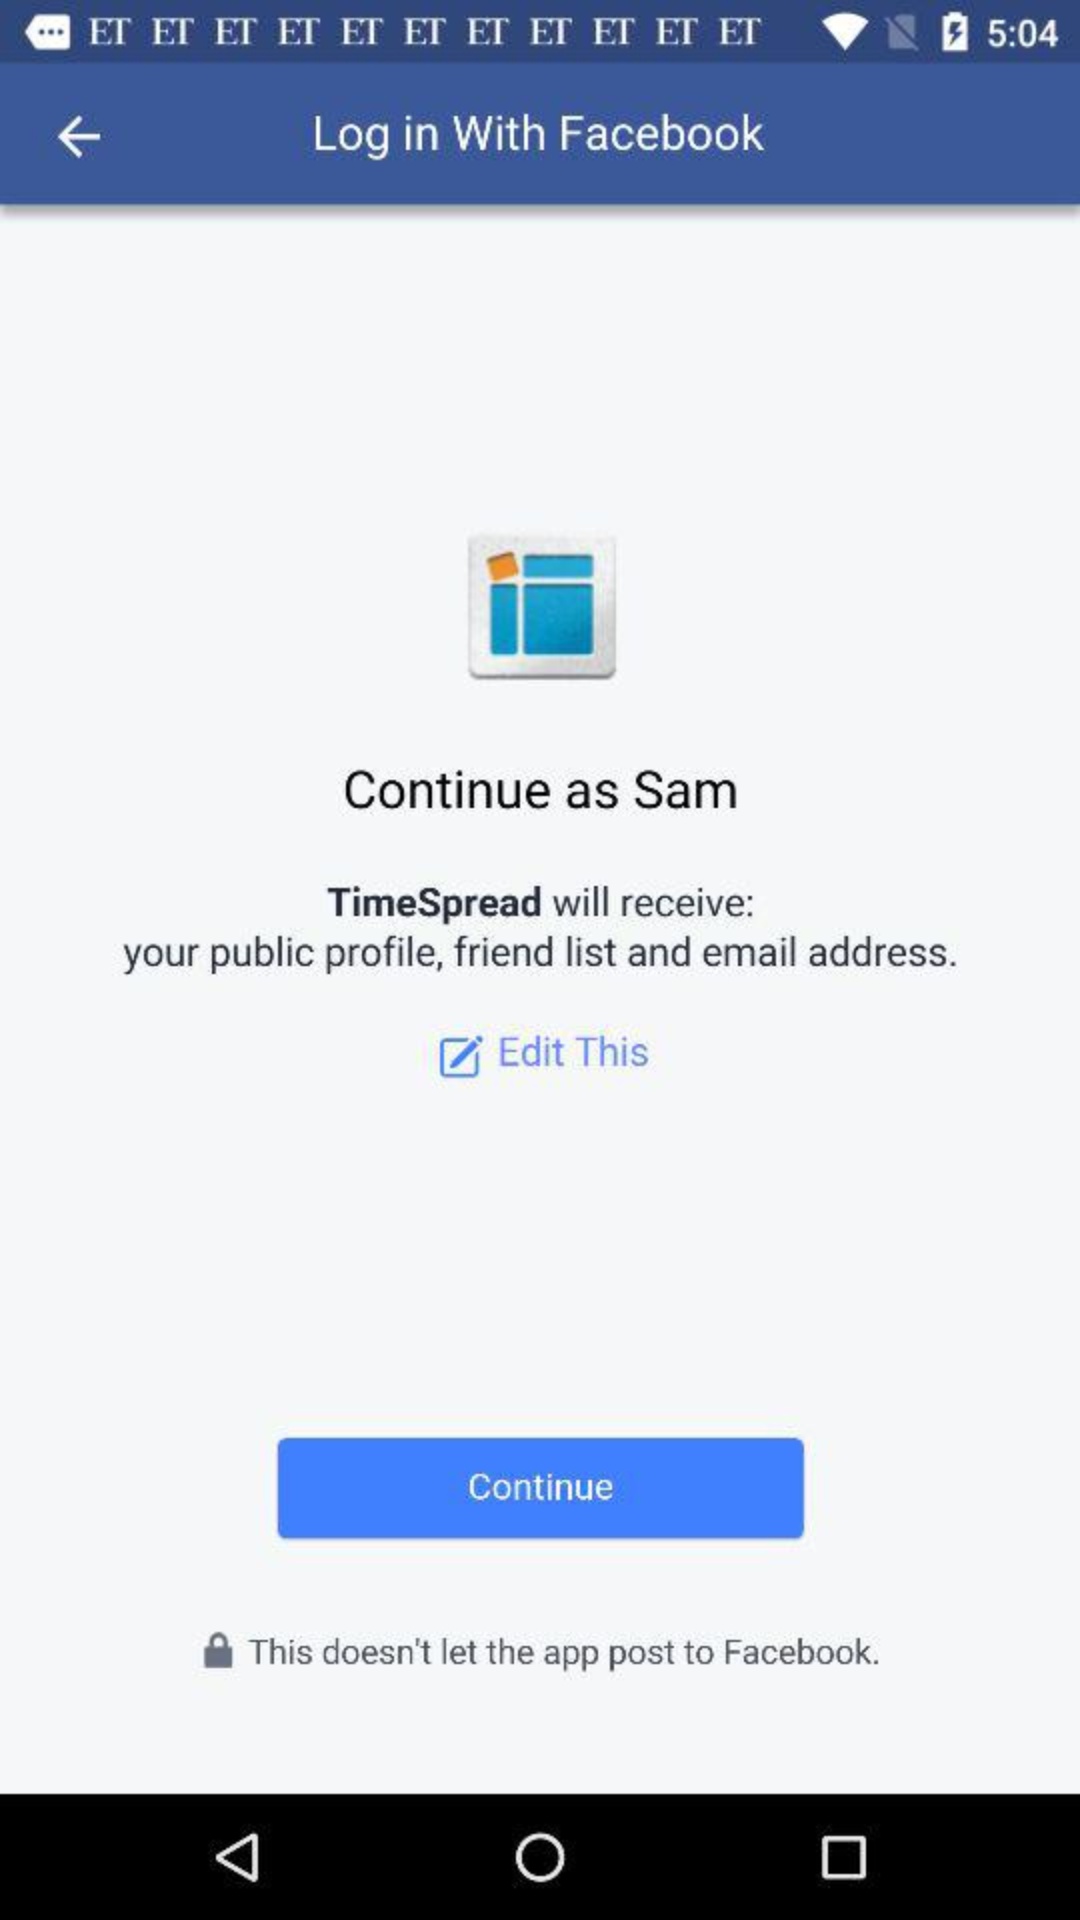 ET ET ET ET ET ET ET ET ET ET ET 5:04
Log in With Facebook
Continue as Sam
TimeSpread will receive:
your public profile, friend list and email address.
Edit This
Continue
This doesn't let the app post to Facebook.